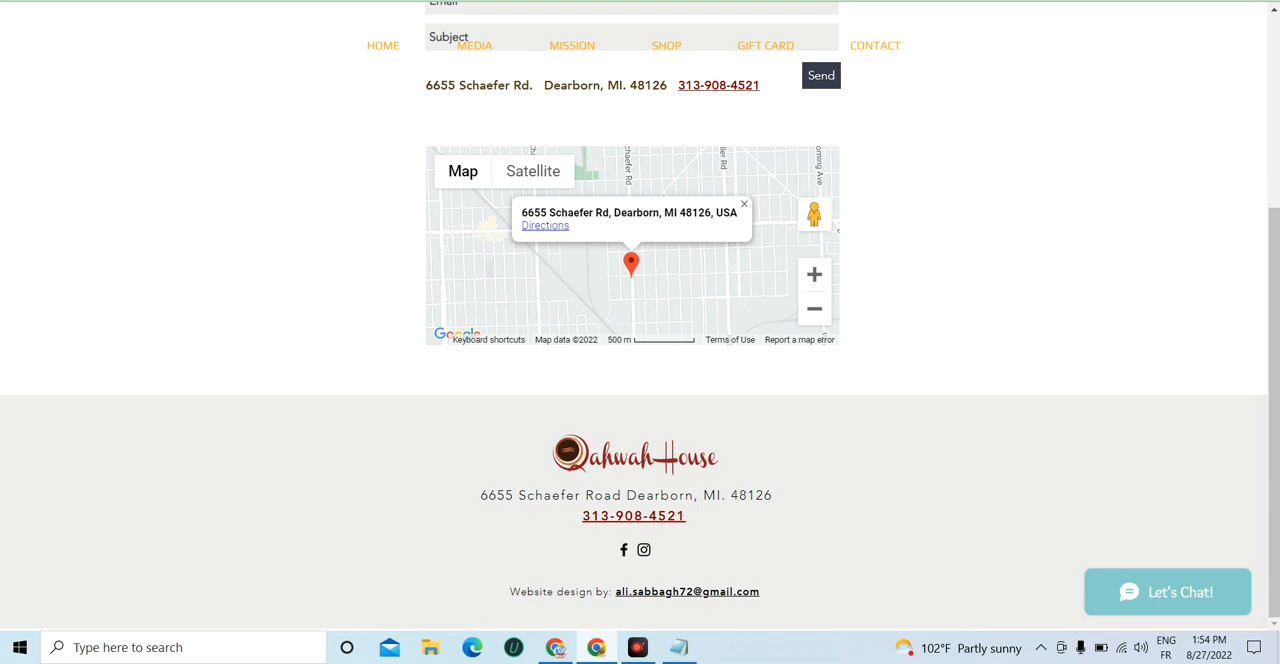 Email
Subject
HOME MEDIA MISSION SHOP GIFT CARD CONTACT
Send
6655 Schaefer Rd. Dearborn, MI. 48126 313-908-4521
Map Satellite
6655 Schaefer Rd, Dearborn, MI 48126, USA
Directions
Google
Keyboard shortcuts Map data ©2022 500 m Terms of Use Report a map error
Qahwah House
6655 Schaefer Road Dearborn, MI. 48126
313-908-4521
Website design by: ali.sabbagh72@gmail.com
Let's Chat!
Type here to search
102°F Partly sunny
ENG
FR
1:54 PM
8/27/2022